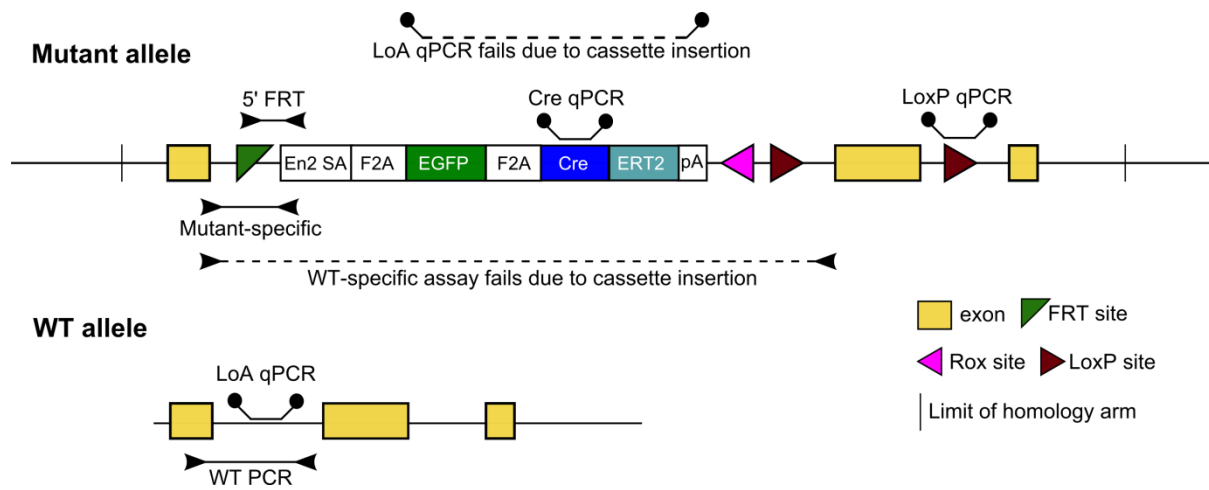 LoA qPCR fails due to cassette insertion
Mutant allele
5' FRT
Cre qPCR
LoxP qPCR
En2 SA F2A EGFP F2A Cre ERT2 pA
Mutant-specific
WT-specific assay fails due to cassette insertion
WT allele
LoA qPCR
WT PCR
exon FRT site
Rox site LoxP site
Limit of homology arm